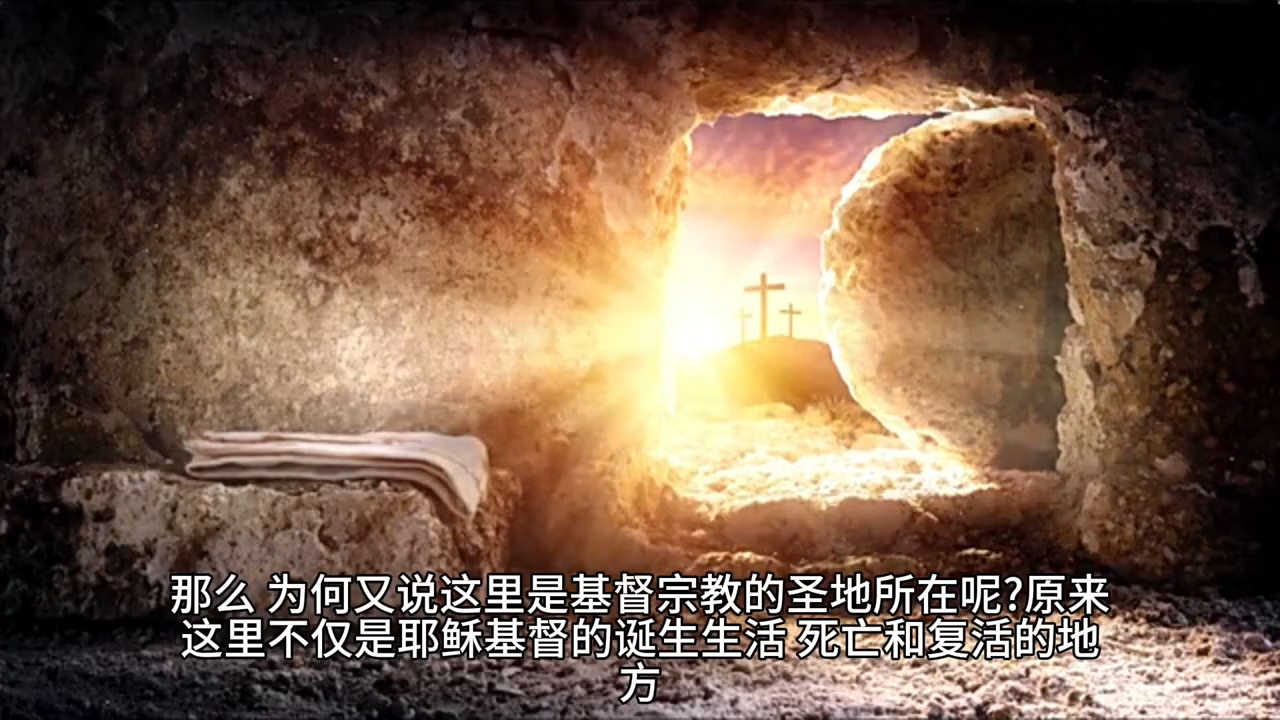 那么 为何又说这里是基督宗教的圣地所在呢?原来
这里不仅是耶稣基督的诞生生活 死亡和复活的地
方